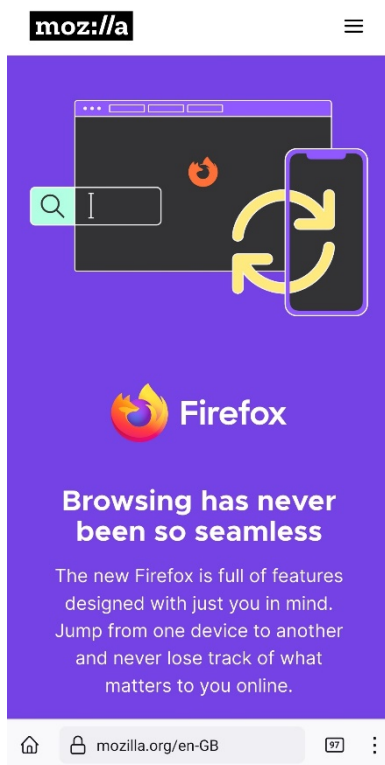 moz://a
Firefox
Browsing has never
been so seamless
The new Firefox is full of features
designed with just you in mind.
Jump from one device to another
and never lose track of what
matters to you online.
mozilla.org/en-GB
97